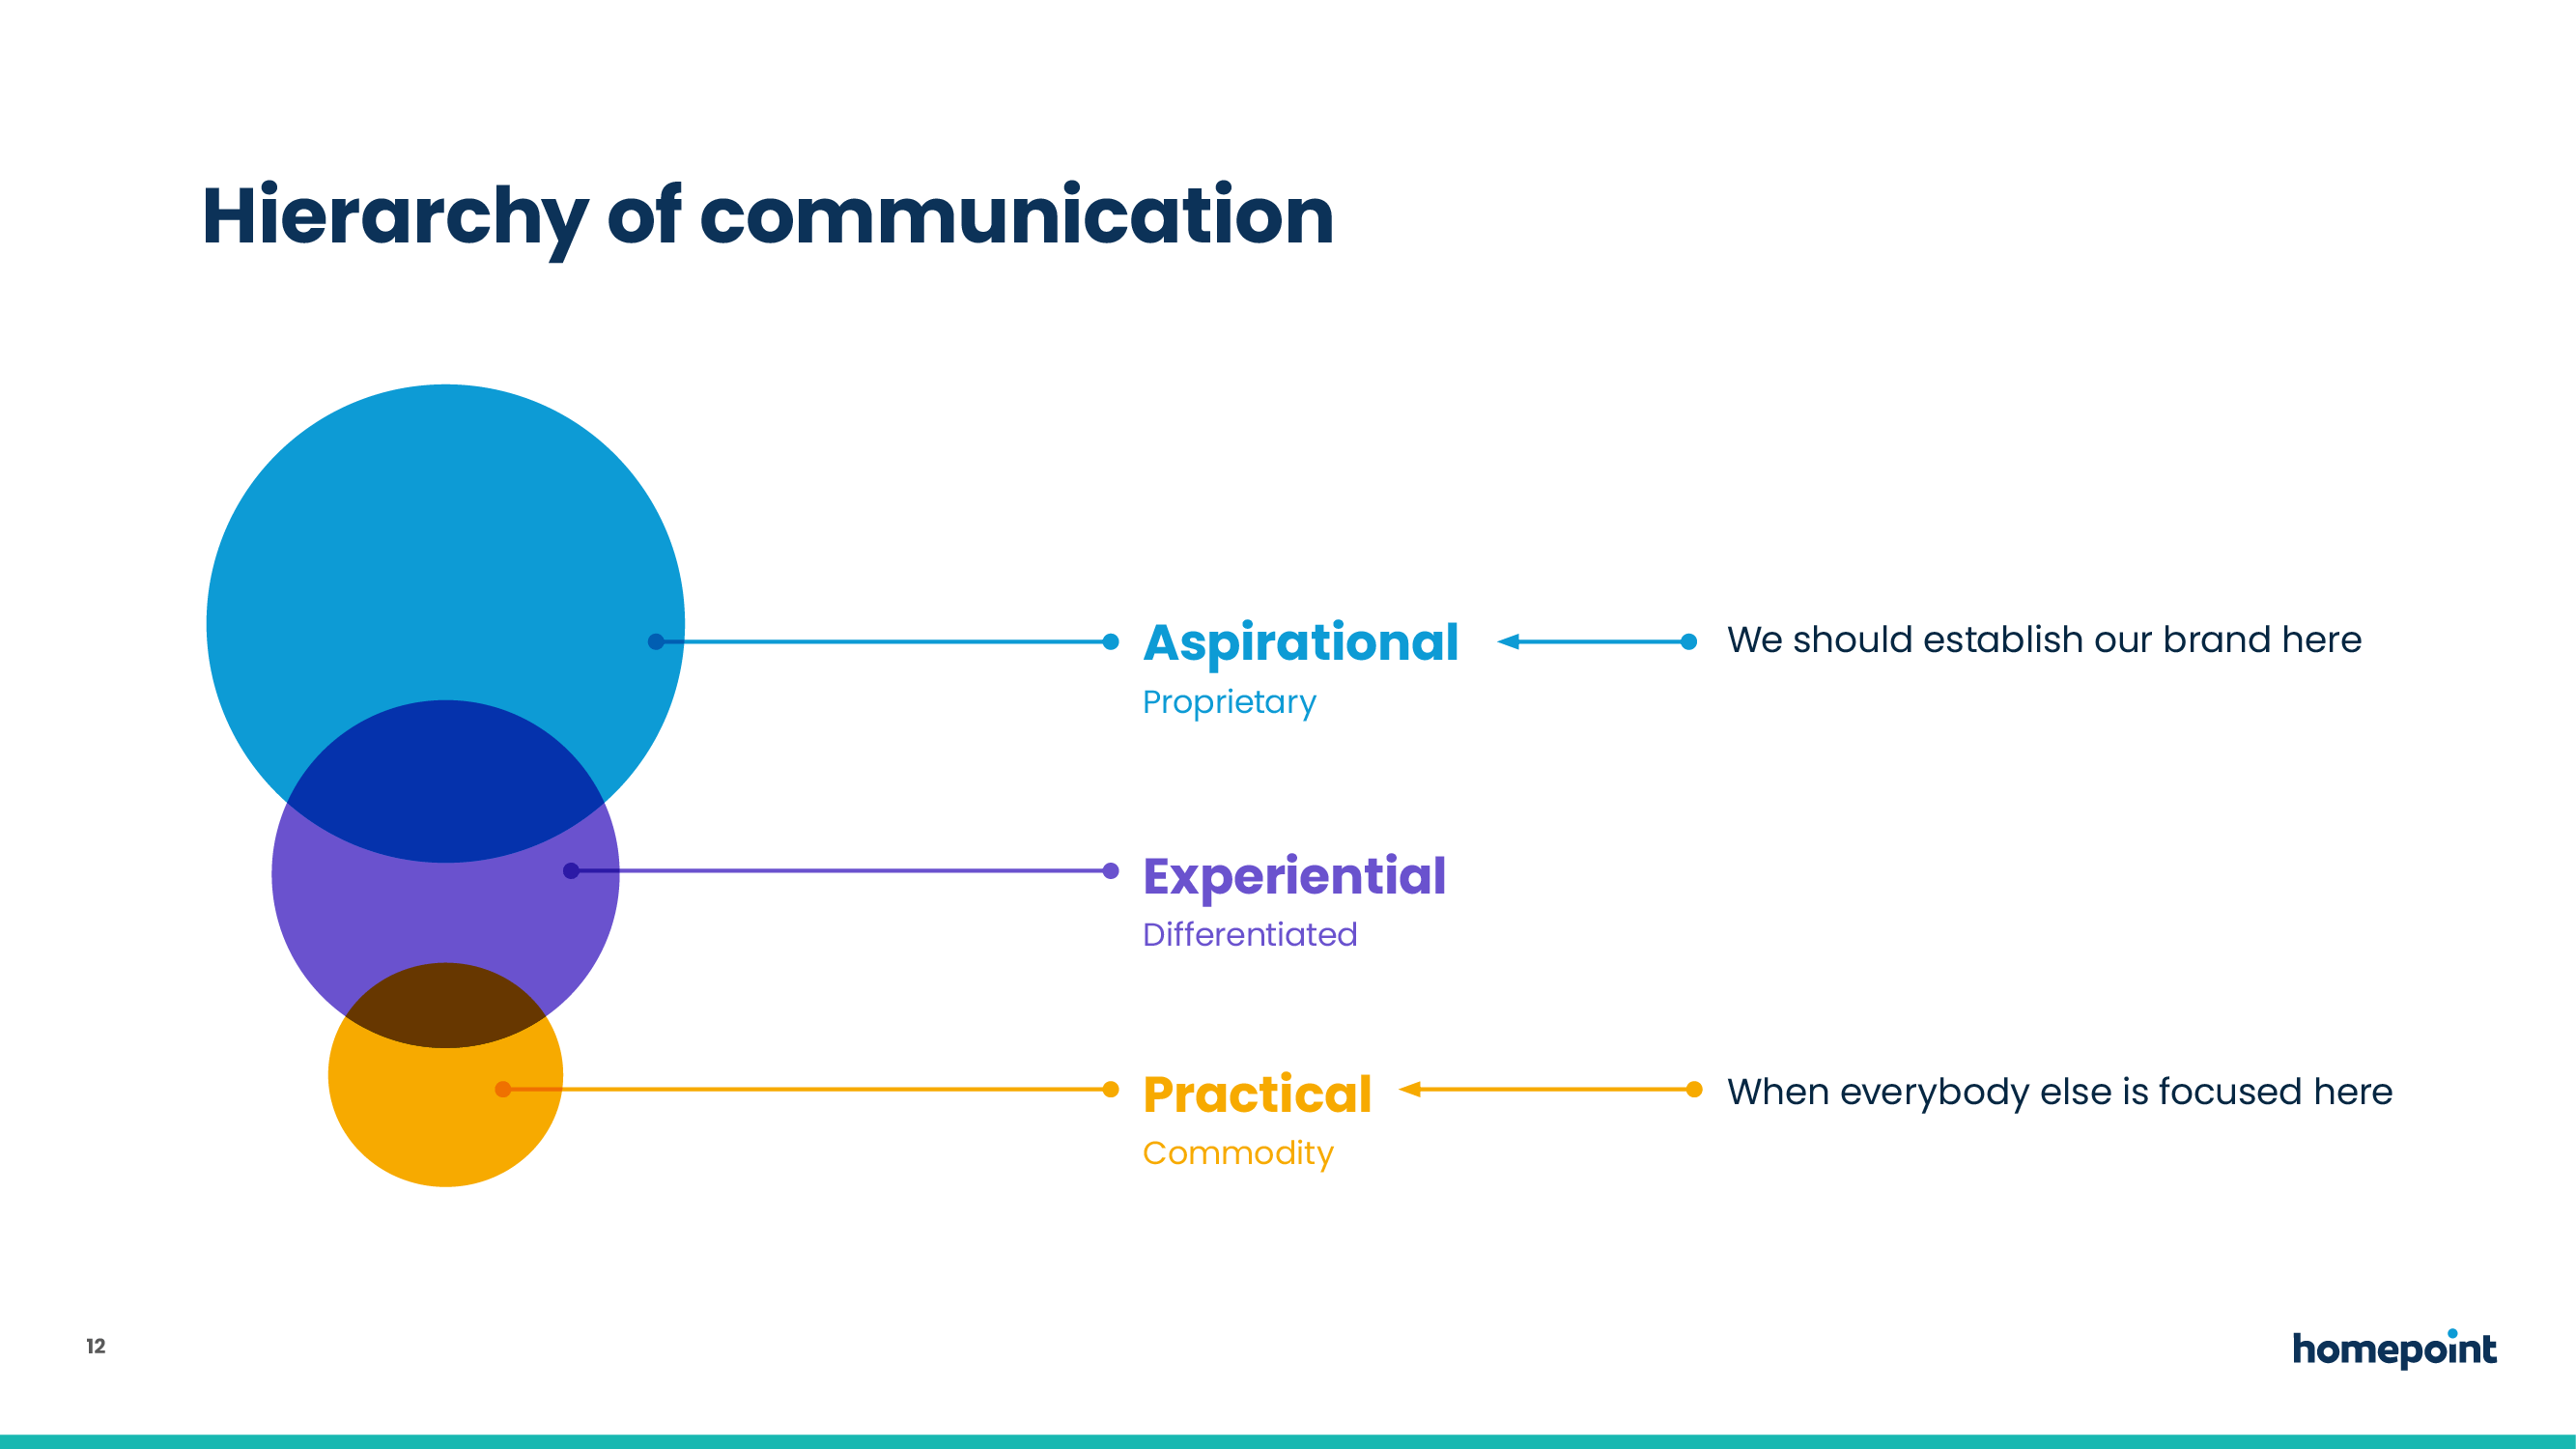 Hierarchy of communication
Aspirational
We should establish our brand here
Proprietary
Experiential
Differentiated
Practical
When everybody else is focused here
Commodity
12
homepoint